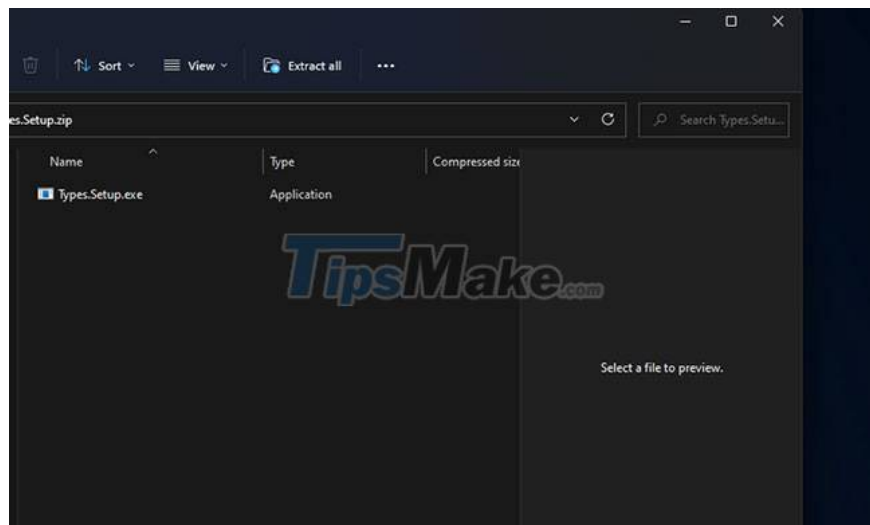 Sort View Extract all ...
es.Setup.zip Search Types.Setu...
Name Type Compressed size
Types.Setup.exe Application
TipsMake.com
Select a file to preview.